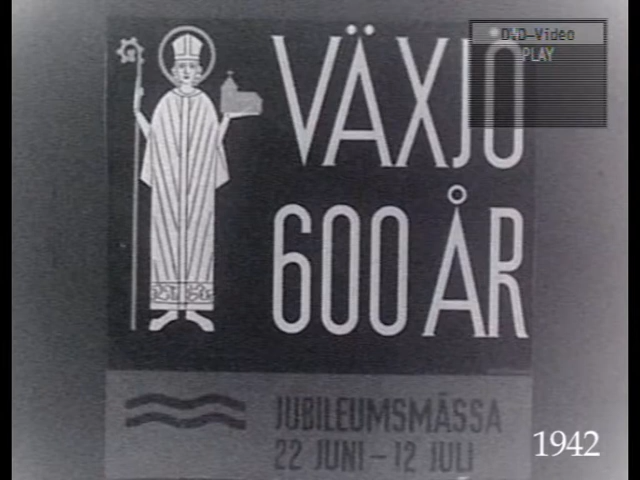 DVD-Video
PLAY
VÄXJÖ
600 ÅR
JUBILEUMSMÄSSA
22 JUNI-12 JULI
1942